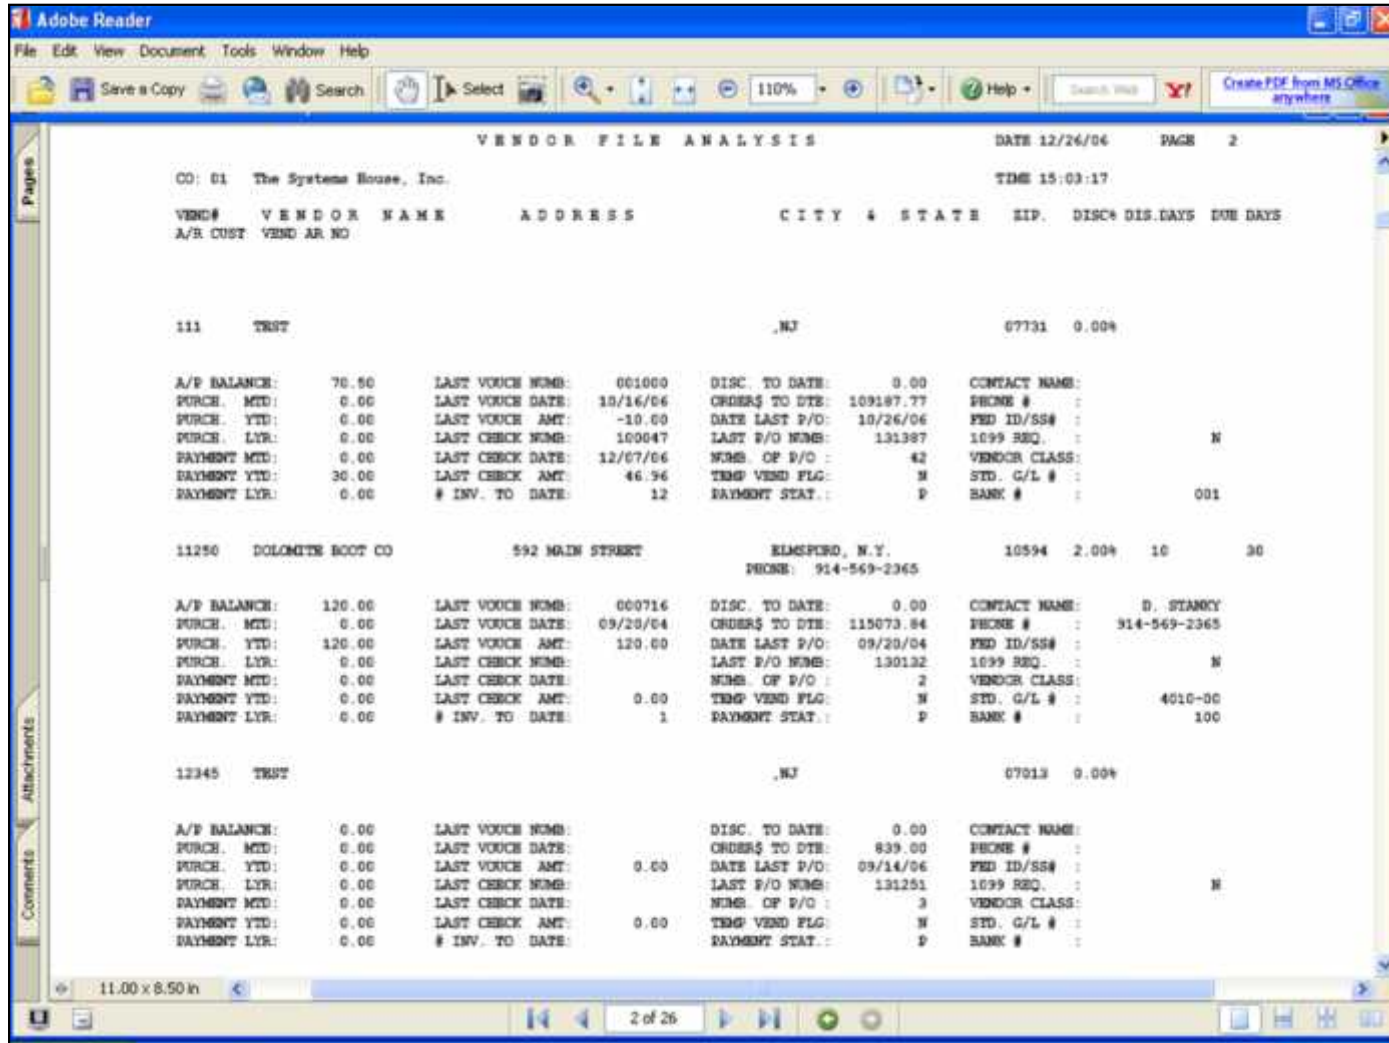 Adobe Reader
File Edit View Document Tools Window Help
Save a Copy Search Select 110% Help Search Web Y! Create PDF from MS Office anywhere
Pages
Attachments
Comments
VENDOR FILE ANALYSIS DATE 12/26/06 PAGE 2
CO: 01 The Systems House, Inc. TIME 15:03:17
VEND# VENDOR NAME ADDRESS CITY & STATE ZIP. DISC% DIS.DAYS DUE DAYS
A/R CUST VEND AR NO
111 TEST ,NJ 07731 0.00%
A/P BALANCE: 70.50 LAST VOUCH NUMB: 001000 DISC. TO DATE: 0.00 CONTACT NAME:
PURCH. MTD: 0.00 LAST VOUCH DATE: 10/16/06 ORDER$ TO DTE: 109187.77 PHONE # :
PURCH. YTD: 0.00 LAST VOUCH AMT: -10.00 DATE LAST P/O: 10/26/06 FED ID/SS# :
PURCH. LYR: 0.00 LAST CHECK NUMB: 100047 LAST P/O NUMB: 131387 1099 REQ. : N
PAYMENT MTD: 0.00 LAST CHECK DATE: 12/07/06 NUMB. OF P/O : 42 VENDOR CLASS:
PAYMENT YTD: 30.00 LAST CHECK AMT: 46.96 TEMP VEND FLG: N STD. G/L # :
PAYMENT LYR: 0.00 # INV. TO DATE: 12 PAYMENT STAT.: P BANK # : 001
11250 DOLOMITE BOOT CO 592 MAIN STREET ELMSFORD, N.Y. 10594 2.00% 10 30
PHONE: 914-569-2365
A/P BALANCE: 120.00 LAST VOUCH NUMB: 000716 DISC. TO DATE: 0.00 CONTACT NAME: D. STANKY
PURCH. MTD: 0.00 LAST VOUCH DATE: 09/20/04 ORDER$ TO DTE: 115073.84 PHONE # : 914-569-2365
PURCH. YTD: 120.00 LAST VOUCH AMT: 120.00 DATE LAST P/O: 09/20/04 FED ID/SS# :
PURCH. LYR: 0.00 LAST CHECK NUMB: LAST P/O NUMB: 130132 1099 REQ. : N
PAYMENT MTD: 0.00 LAST CHECK DATE: NUMB. OF P/O : 2 VENDOR CLASS:
PAYMENT YTD: 0.00 LAST CHECK AMT: 0.00 TEMP VEND FLG: N STD. G/L # : 4010-00
PAYMENT LYR: 0.00 # INV. TO DATE: 1 PAYMENT STAT.: P BANK # : 100
12345 TEST ,NJ 07013 0.00%
A/P BALANCE: 0.00 LAST VOUCH NUMB: DISC. TO DATE: 0.00 CONTACT NAME:
PURCH. MTD: 0.00 LAST VOUCH DATE: ORDER$ TO DTE: 839.00 PHONE # :
PURCH. YTD: 0.00 LAST VOUCH AMT: 0.00 DATE LAST P/O: 09/14/06 FED ID/SS# :
PURCH. LYR: 0.00 LAST CHECK NUMB: LAST P/O NUMB: 131251 1099 REQ. : N
PAYMENT MTD: 0.00 LAST CHECK DATE: NUMB. OF P/O : 3 VENDOR CLASS:
PAYMENT YTD: 0.00 LAST CHECK AMT: 0.00 TEMP VEND FLG: N STD. G/L # :
PAYMENT LYR: 0.00 # INV. TO DATE: PAYMENT STAT.: P BANK # :
11.00 x 8.50 in
2 of 26